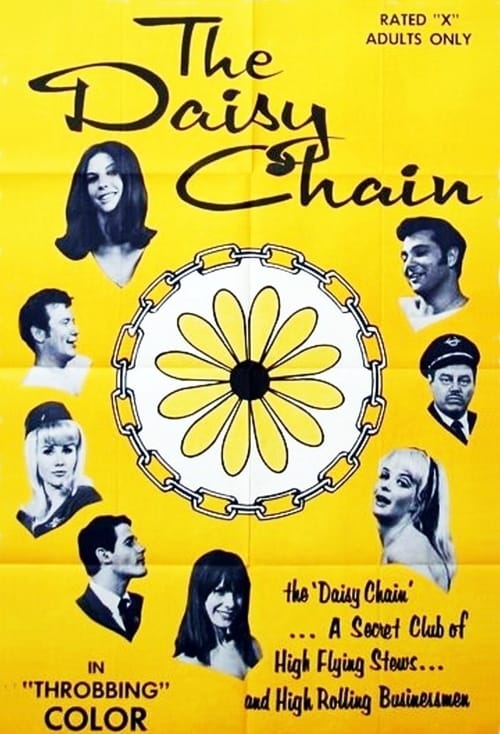 The
Daisy
Chain
RATED "X"
ADULTS ONLY
the 'Daisy Chain'
... A Secret Club of
High Flying Stews...
and High Rolling Businessmen
IN
"THROBBING"
COLOR